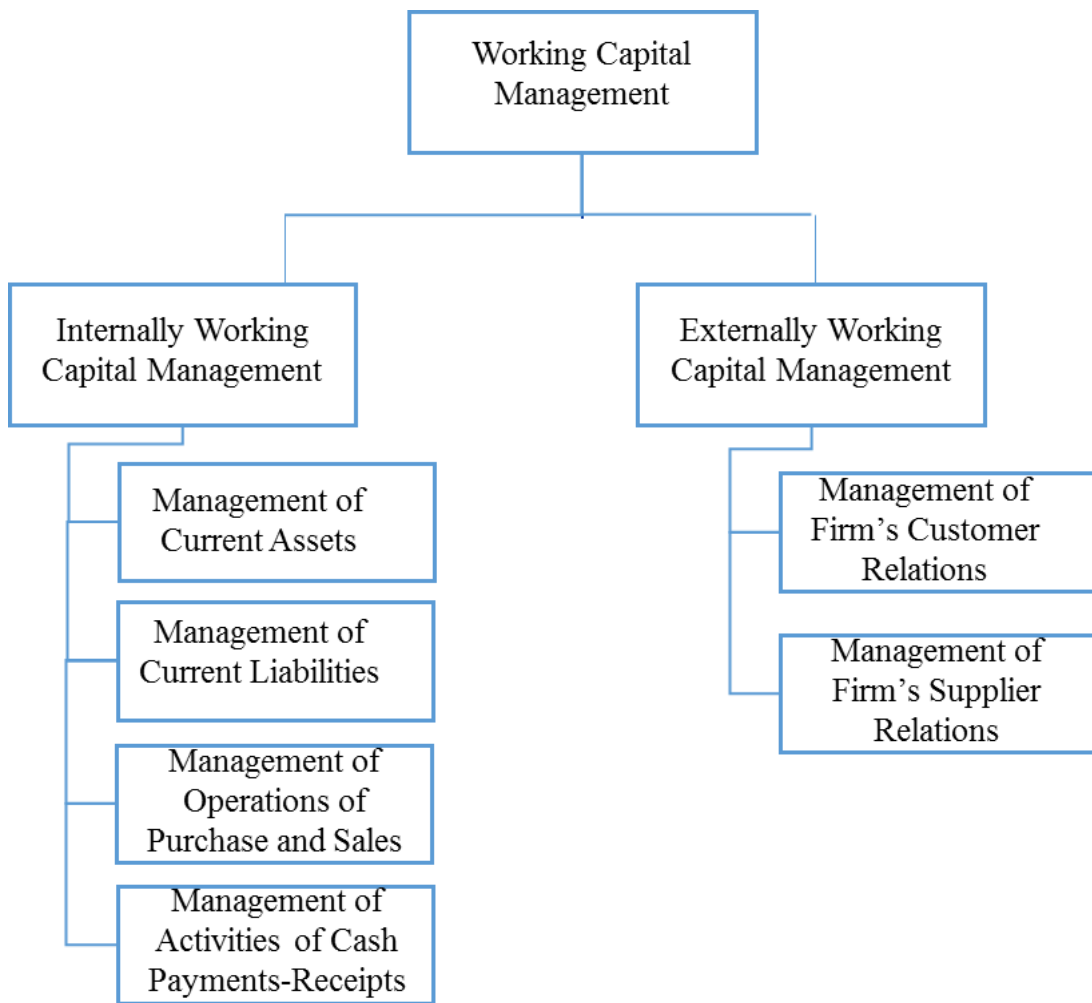 Working Capital
Management
Internally Working
Capital Management
Externally Working
Capital Management
Management of
Current Assets
Management of
Current Liabilities
Management of
Operations of
Purchase and Sales
Management of
Activities of Cash
Payments-Receipts
Management of
Firm’s Customer
Relations
Management of
Firm’s Supplier
Relations